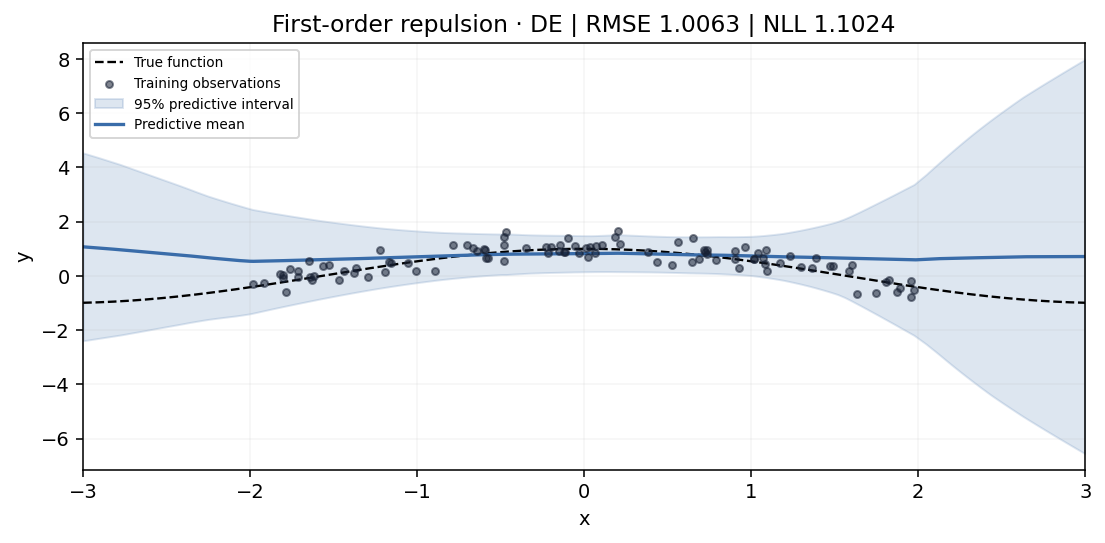 First-order repulsion · DE | RMSE 1.0063 | NLL 1.1024
True function
Training observations
95% predictive interval
Predictive mean
y
8
6
4
2
0
−2
−4
−6
−3 −2 −1 0 1 2 3
x